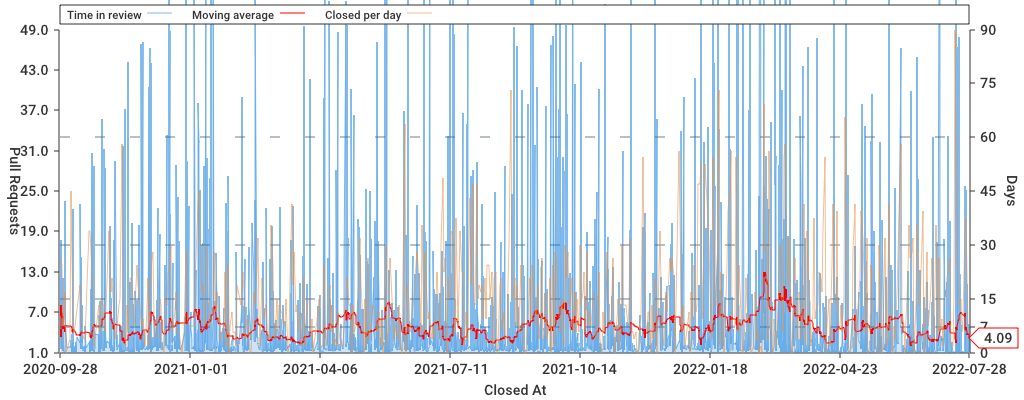 Time in review Moving average Closed per day
49.0 90
43.0 75
37.0 60
31.0
25.0 45
19.0 30
13.0 15
7.0 7
4.09
1.0 0
Pull Requests
Days
2020-09-28 2021-01-01 2021-04-06 2021-07-11 2021-10-14 2022-01-18 2022-04-23 2022-07-28
Closed At